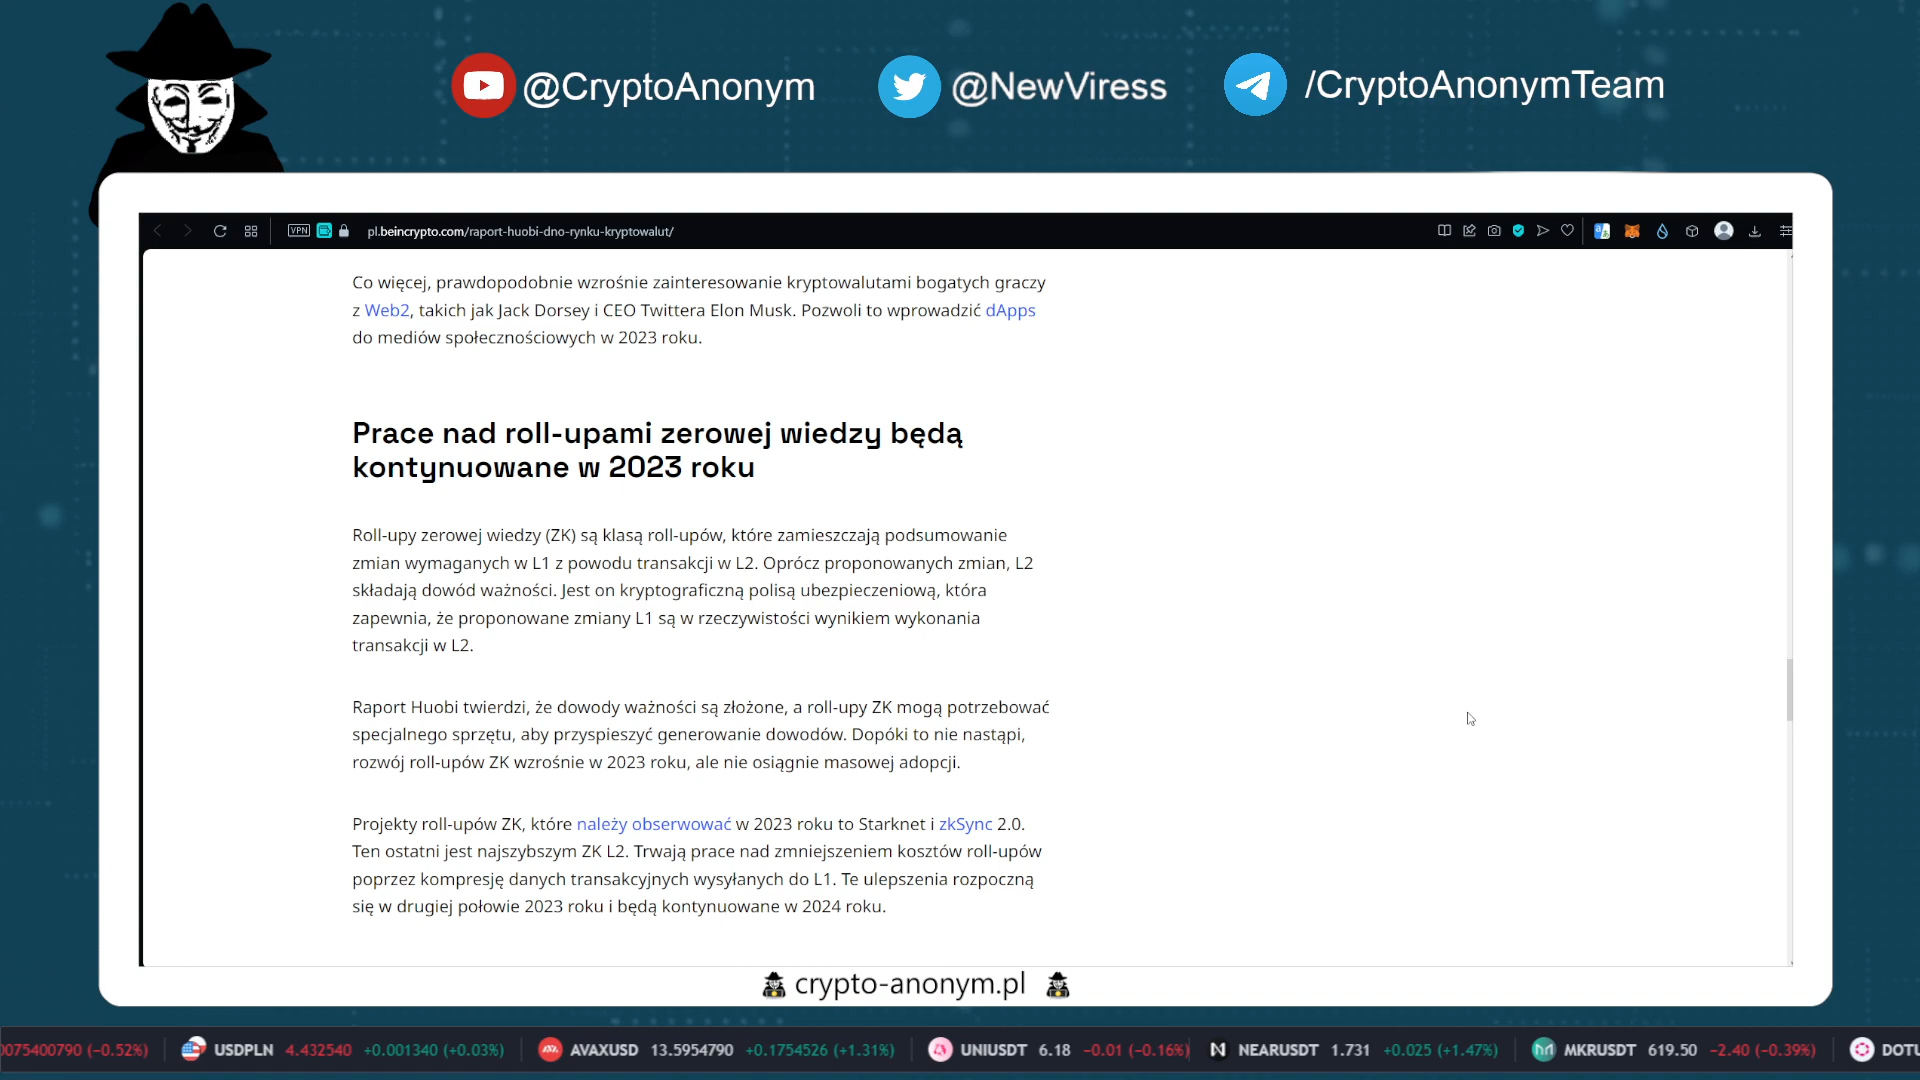 @CryptoAnonym @NewViress /CryptoAnonymTeam
VPN pl.beincrypto.com/raport-huobi-dno-rynku-kryptowalut/
Co więcej, prawdopodobnie wzrośnie zainteresowanie kryptowalutami bogatych graczy
z Web2, takich jak Jack Dorsey i CEO Twittera Elon Musk. Pozwoli to wprowadzić dApps
do mediów społecznościowych w 2023 roku.
Prace nad roll-upami zerowej wiedzy będą
kontynuowane w 2023 roku
Roll-upy zerowej wiedzy (ZK) są klasą roll-upów, które zamieszczają podsumowanie
zmian wymaganych w L1 z powodu transakcji w L2. Oprócz proponowanych zmian, L2
składają dowód ważności. Jest on kryptograficzną polisą ubezpieczeniową, która
zapewnia, że proponowane zmiany L1 są w rzeczywistości wynikiem wykonania
transakcji w L2.
Raport Huobi twierdzi, że dowody ważności są złożone, a roll-upy ZK mogą potrzebować
specjalnego sprzętu, aby przyspieszyć generowanie dowodów. Dopóki to nie nastąpi,
rozwój roll-upów ZK wzrośnie w 2023 roku, ale nie osiągnie masowej adopcji.
Projekty roll-upów ZK, które należy obserwować w 2023 roku to Starknet i zkSync 2.0.
Ten ostatni jest najszybszym ZK L2. Trwają prace nad zmniejszeniem kosztów roll-upów
poprzez kompresję danych transakcyjnych wysyłanych do L1. Te ulepszenia rozpoczną
się w drugiej połowie 2023 roku i będą kontynuowane w 2024 roku.
crypto-anonym.pl
0075400790 (−0.52%) USDPLN 4.432540 +0.001340 (+0.03%) AVAXUSD 13.5954790 +0.1754526 (+1.31%) UNIUSDT 6.18 −0.01 (−0.16%) NEARUSDT 1.731 +0.025 (+1.47%) MKRUSDT 619.50 −2.40 (−0.39%) DOTU